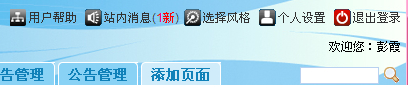 用户帮助 站内消息(1新) 选择风格 个人设置 退出登录
欢迎您：彭霞
告管理 公告管理 添加页面